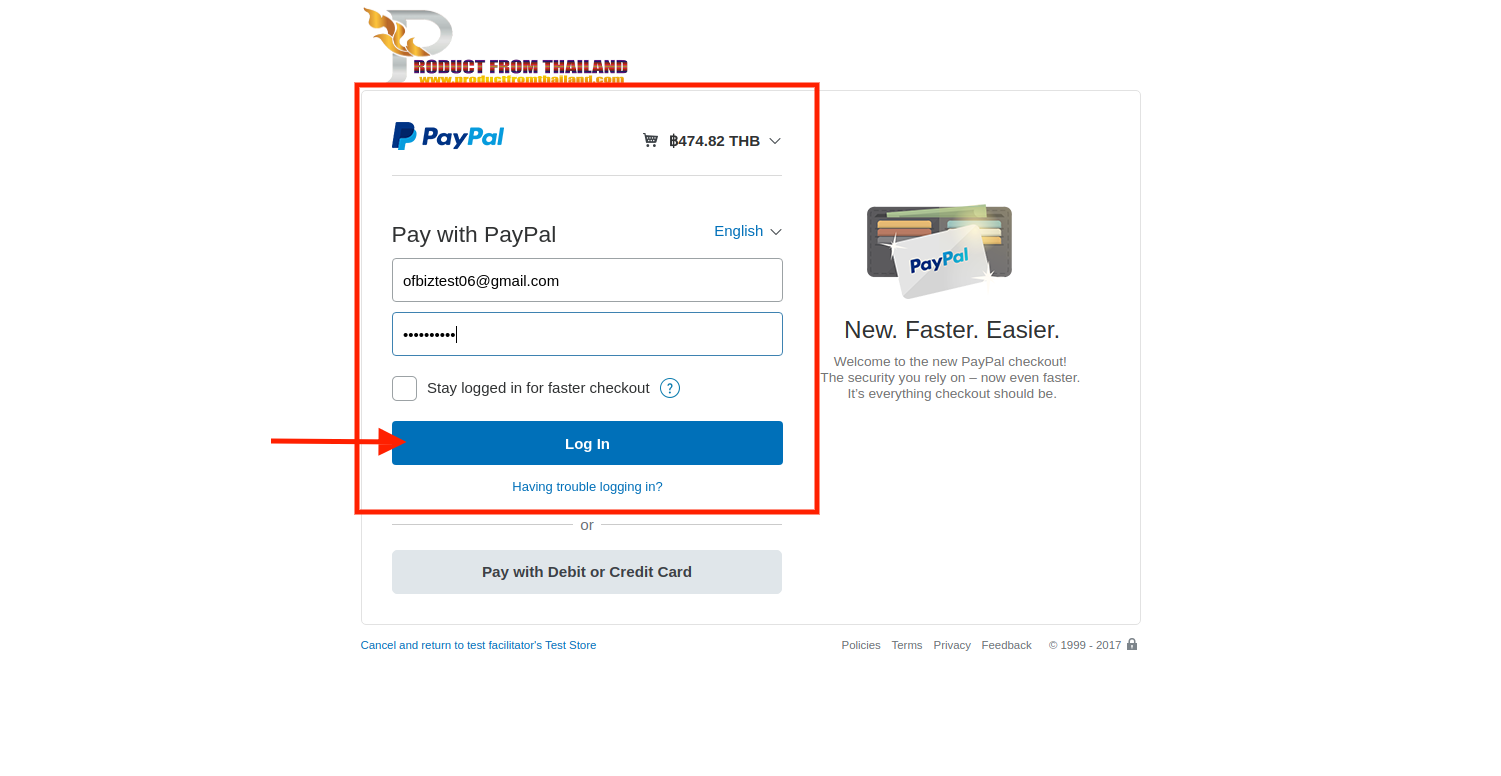 PRODUCT FROM THAILAND
www.productfromthailand.com
PayPal
฿474.82 THB
Pay with PayPal
English
ofbiztest06@gmail.com
••••••••••
Stay logged in for faster checkout ?
Log In
Having trouble logging in?
or
Pay with Debit or Credit Card
PayPal
New. Faster. Easier.
Welcome to the new PayPal checkout!
The security you rely on – now even faster.
It's everything checkout should be.
Cancel and return to test facilitator's Test Store
Policies Terms Privacy Feedback © 1999 - 2017